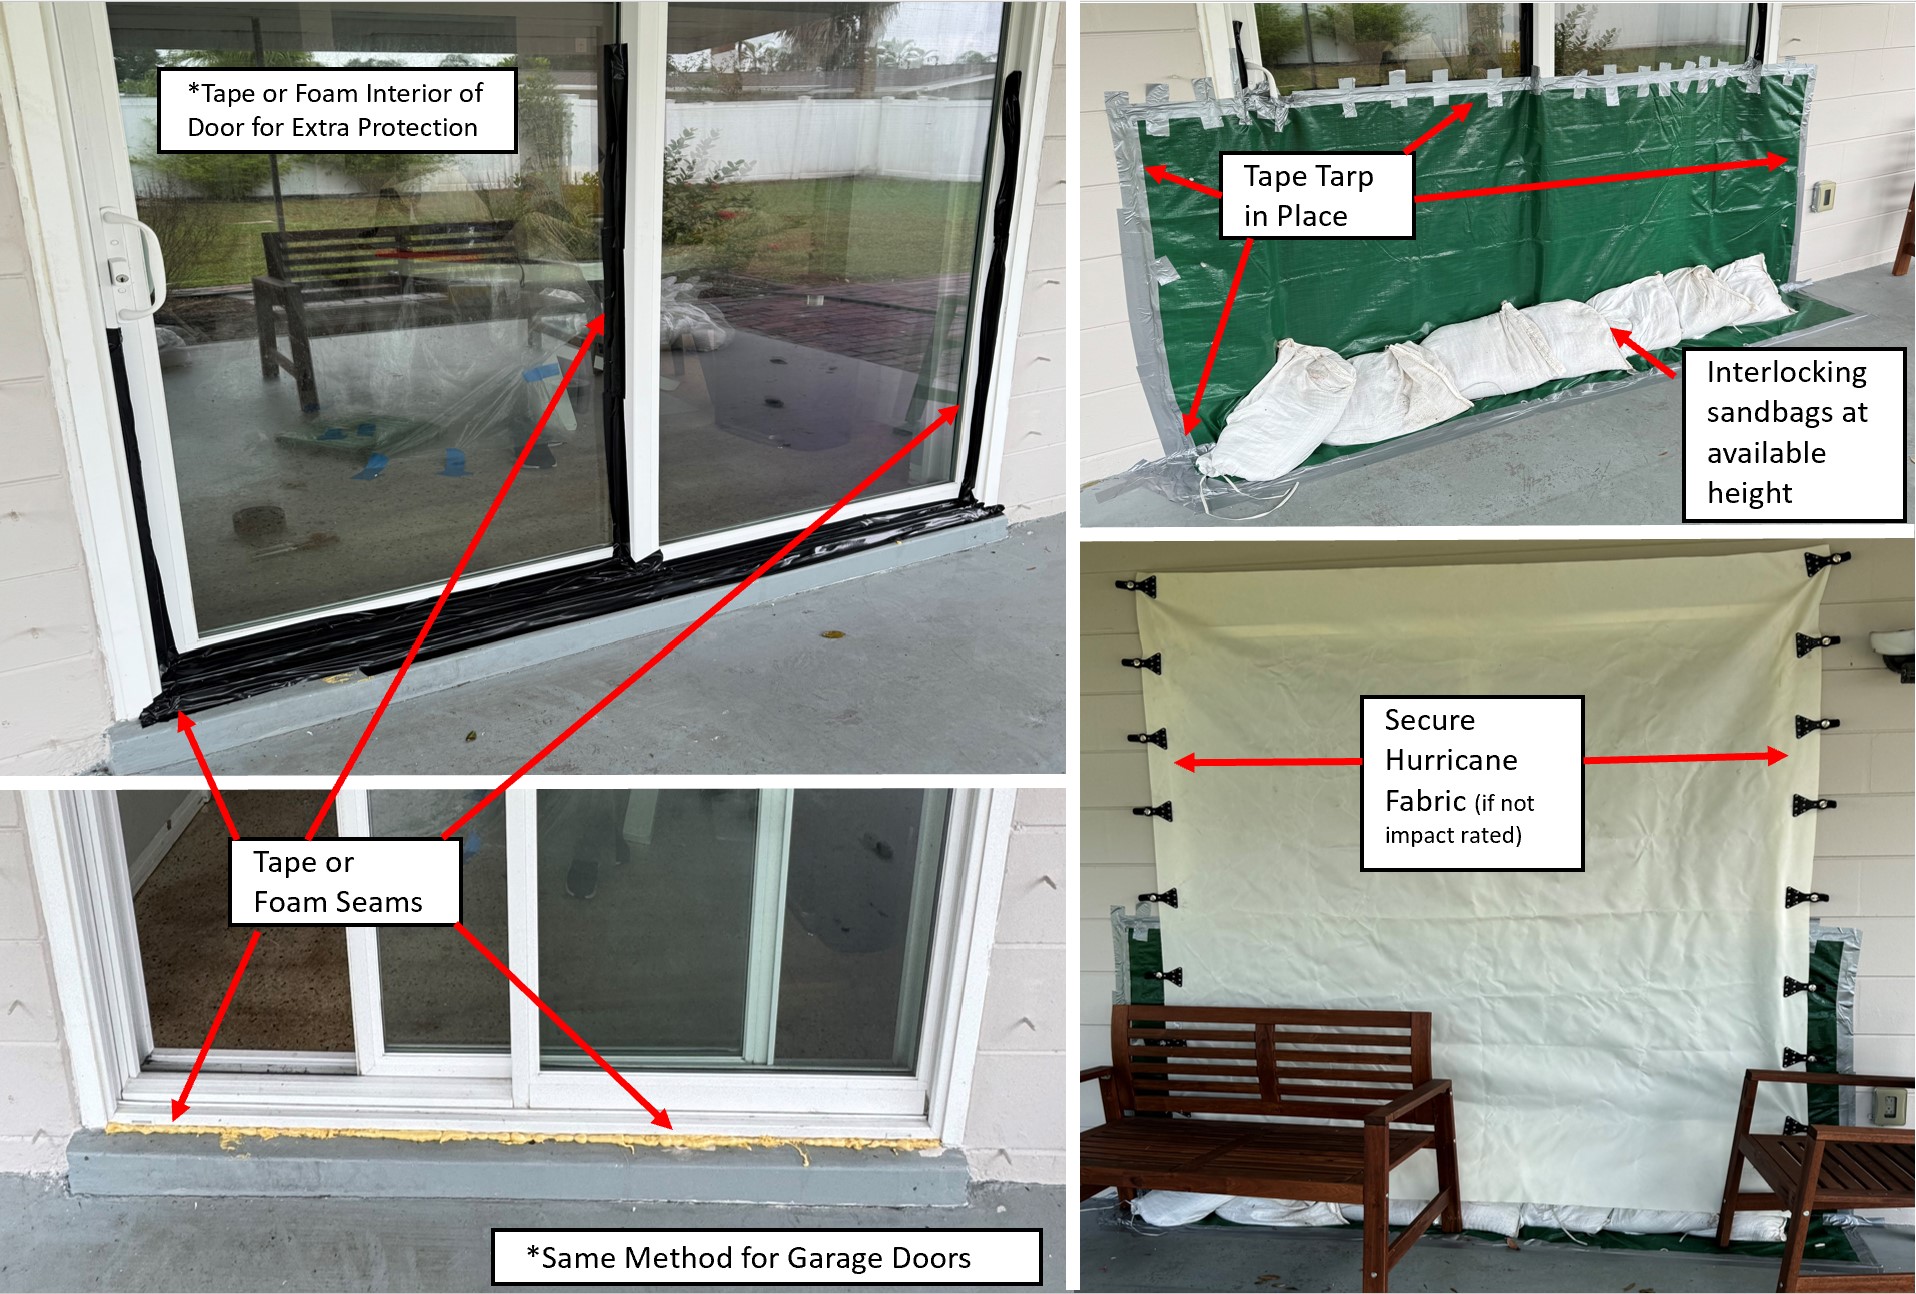 *Tape or Foam Interior of
Door for Extra Protection
Tape Tarp
in Place
Interlocking
sandbags at
available
height
Secure
Hurricane
Fabric (if not
impact rated)
Tape or
Foam Seams
*Same Method for Garage Doors